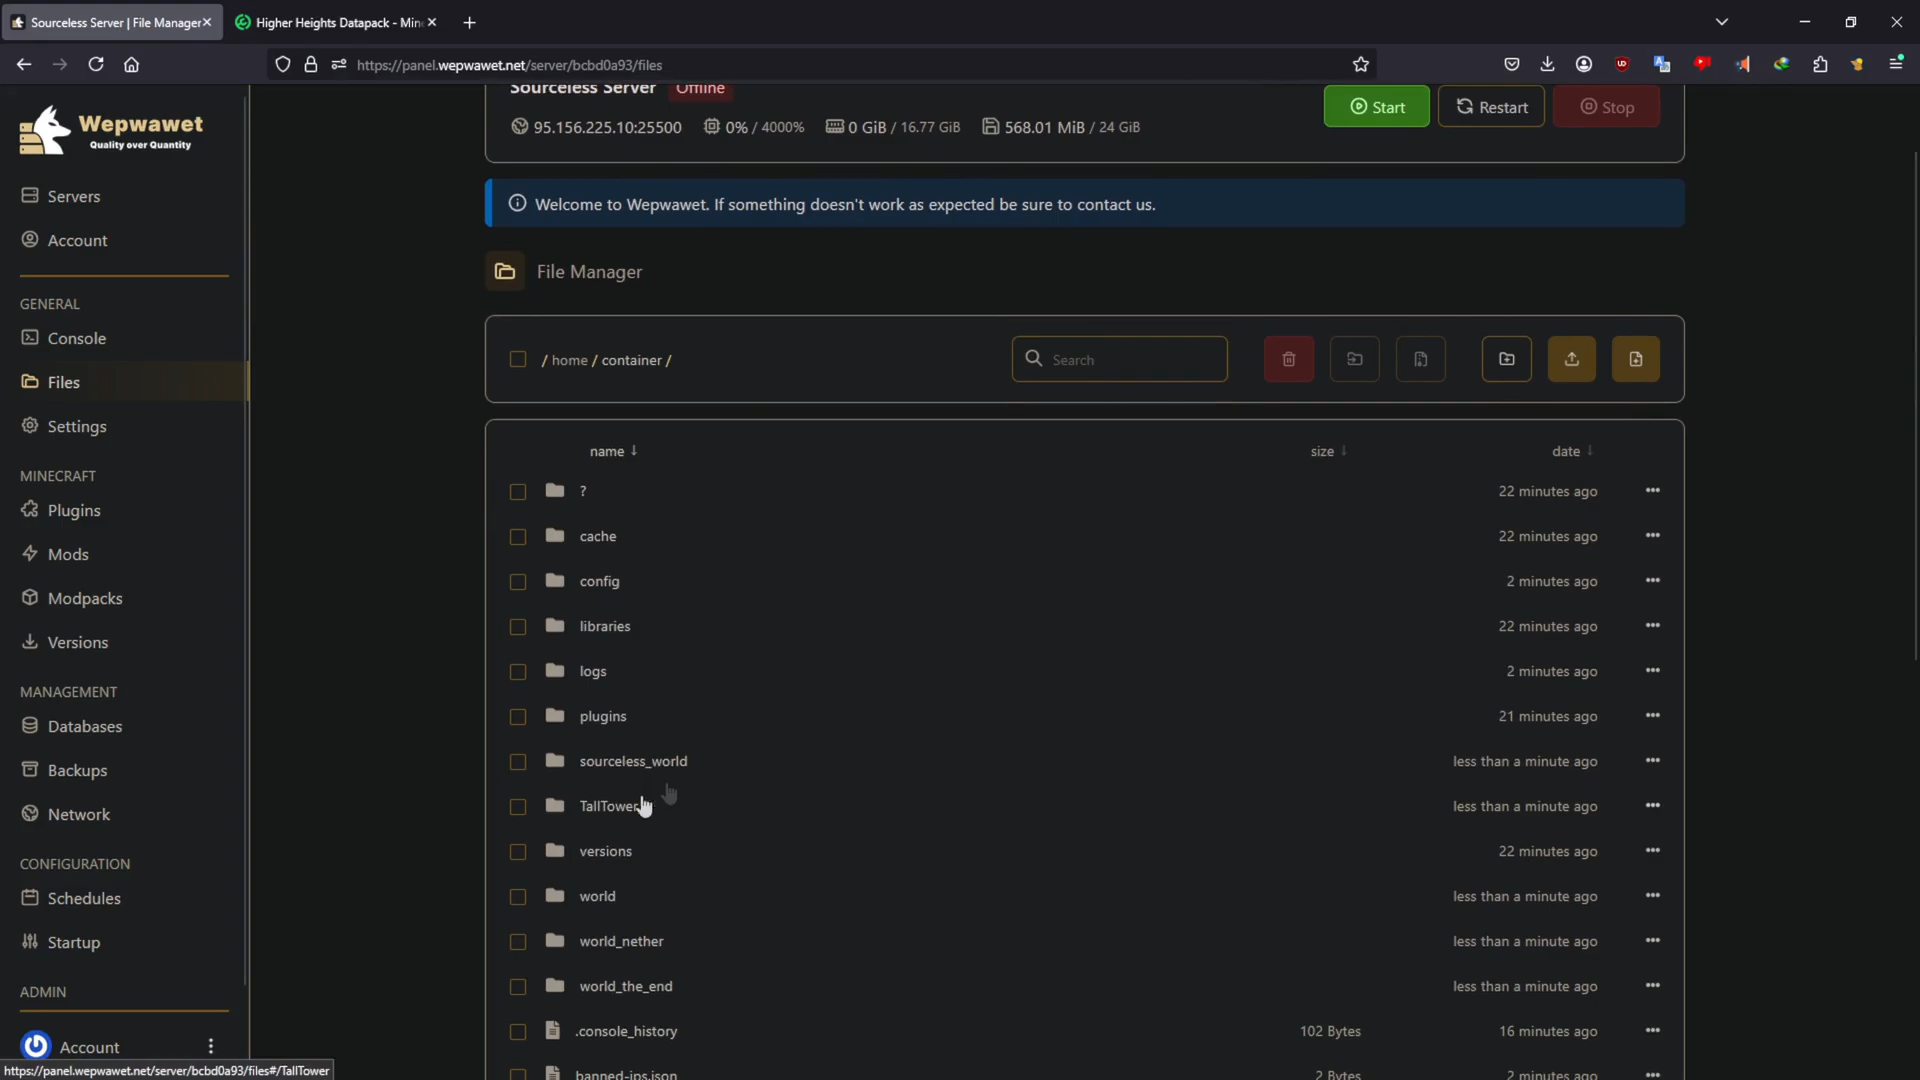 Sourceless Server | File Manager
Higher Heights Datapack - Min
https://panel.wepwawet.net/server/bcbd0a93/files
Wepwawet
Quality over Quantity
Servers
Account
GENERAL
Console
Files
Settings
MINECRAFT
Plugins
Mods
Modpacks
Versions
MANAGEMENT
Databases
Backups
Network
CONFIGURATION
Schedules
Startup
ADMIN
Account
https://panel.wepwawet.net/server/bcbd0a93/files#/TallTower
Sourceless Server Offline
95.156.225.10:25500 0% / 4000% 0 GiB / 16.77 GiB 568.01 MiB / 24 GiB
Start Restart Stop
Welcome to Wepwawet. If something doesn't work as expected be sure to contact us.
File Manager
/ home / container / Search
name ↓ size ↓ date ↓
? 22 minutes ago
cache 22 minutes ago
config 2 minutes ago
libraries 22 minutes ago
logs 2 minutes ago
plugins 21 minutes ago
sourceless_world less than a minute ago
TallTower less than a minute ago
versions 22 minutes ago
world less than a minute ago
world_nether less than a minute ago
world_the_end less than a minute ago
.console_history 102 Bytes 16 minutes ago
banned-ips.json 2 Bytes 2 minutes ago